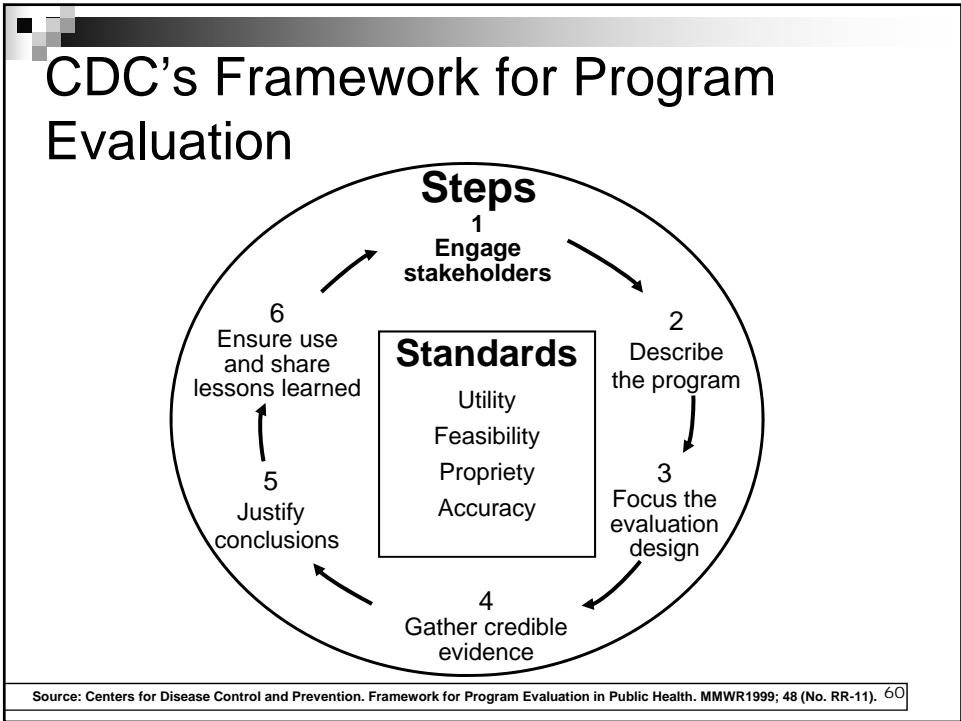 CDC’s Framework for Program
Evaluation
Steps
1
Engage
stakeholders
2
Describe
the program
3
Focus the
evaluation
design
4
Gather credible
evidence
5
Justify
conclusions
6
Ensure use
and share
lessons learned
Standards
Utility
Feasibility
Propriety
Accuracy
Source: Centers for Disease Control and Prevention. Framework for Program Evaluation in Public Health. MMWR1999; 48 (No. RR-11). 60